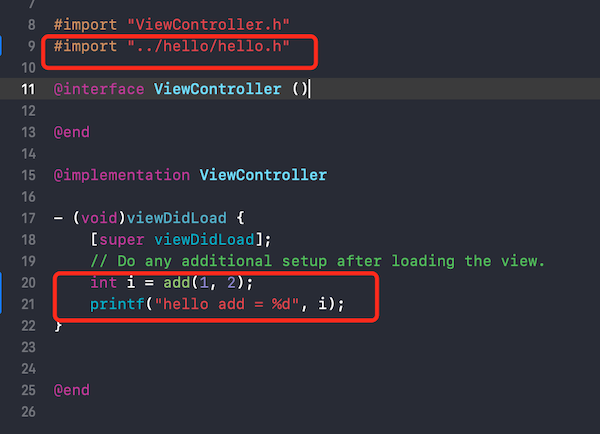 7
8 #import "ViewController.h"
9 #import "../hello/hello.h"
10
11 @interface ViewController ()
12
13 @end
14
15 @implementation ViewController
16
17 - (void)viewDidLoad {
18 [super viewDidLoad];
19 // Do any additional setup after loading the view.
20 int i = add(1, 2);
21 printf("hello add = %d", i);
22 }
23
24
25 @end
26